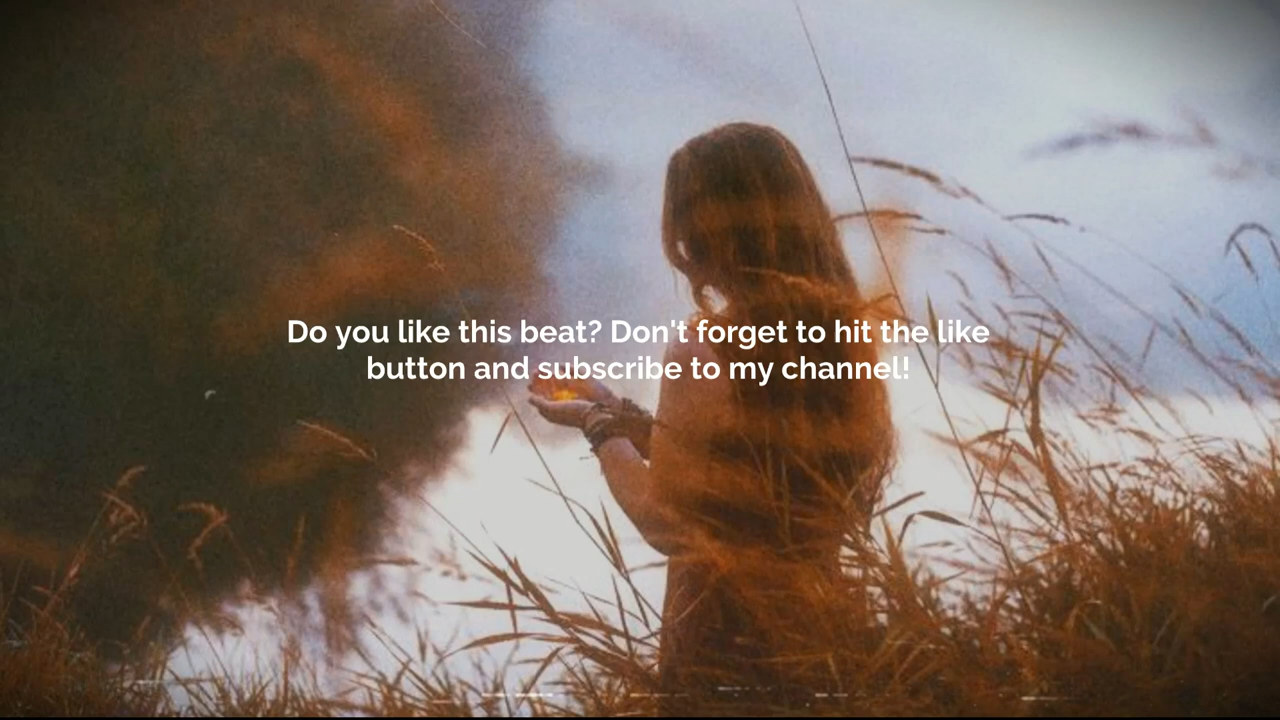 Do you like this beat? Don't forget to hit the like
button and subscribe to my channel!